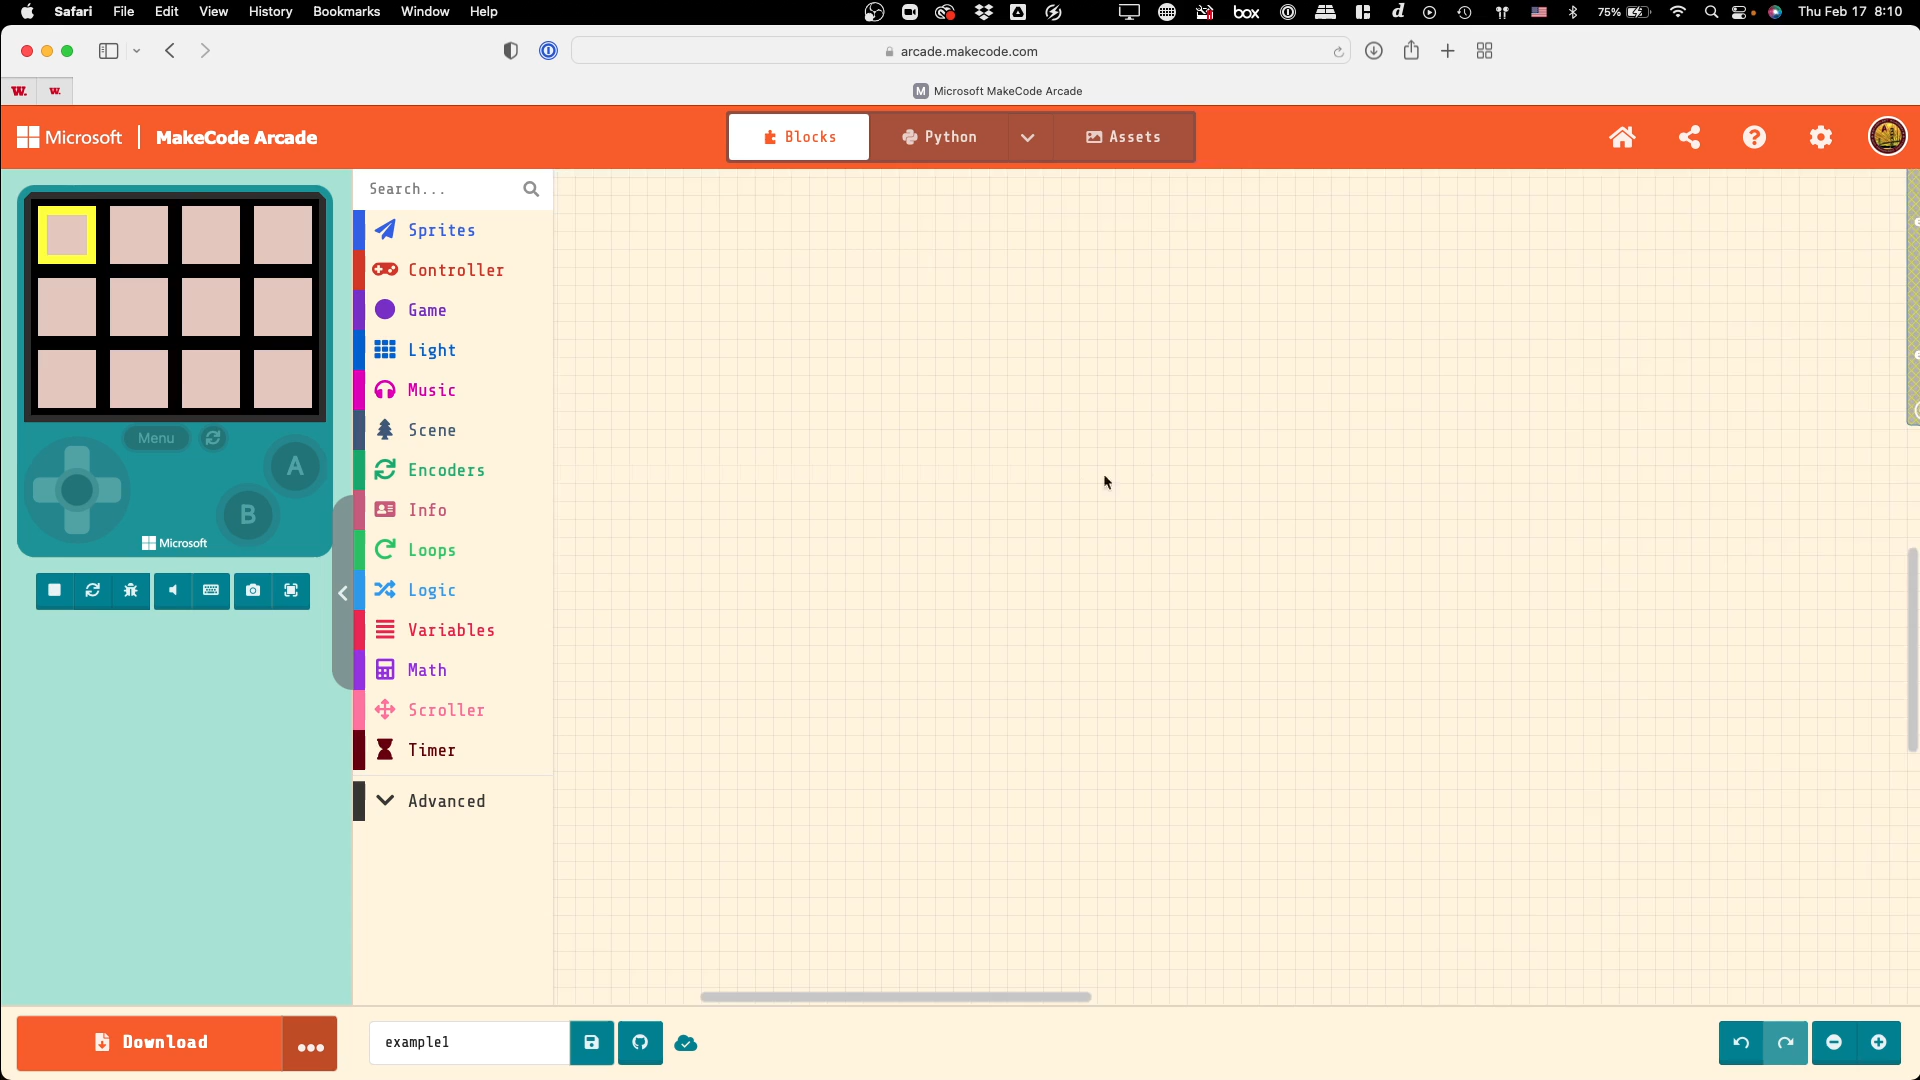 Safari File Edit View History Bookmarks Window Help
box
d
75%
Thu Feb 17 8:10
arcade.makecode.com
W.
W.
M Microsoft MakeCode Arcade
Microsoft MakeCode Arcade
Blocks
Python
Assets
Search...
Sprites
Controller
Game
Light
Music
Scene
Encoders
Info
Loops
Logic
Variables
Math
Scroller
Timer
Advanced
Menu
A
B
Microsoft
Download
example1